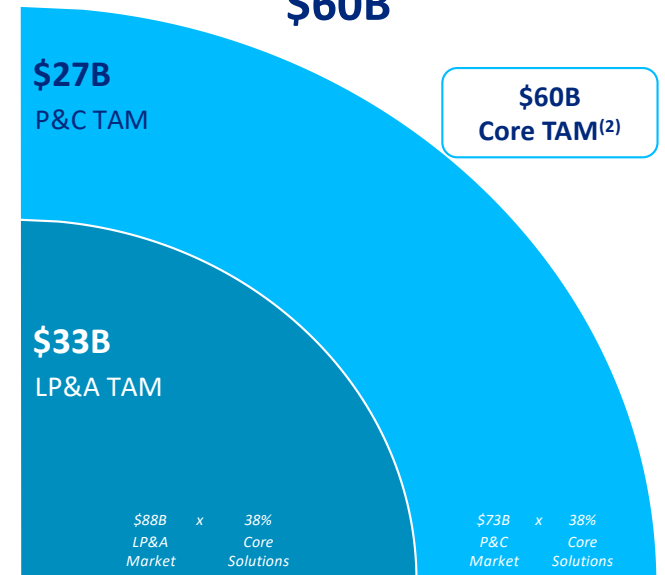 $60B
$27B
P&C TAM
$60B
Core TAM(2)
$33B
LP&A TAM
$88B x 38%
LP&A Core
Market Solutions
$73B x 38%
P&C Core
Market Solutions